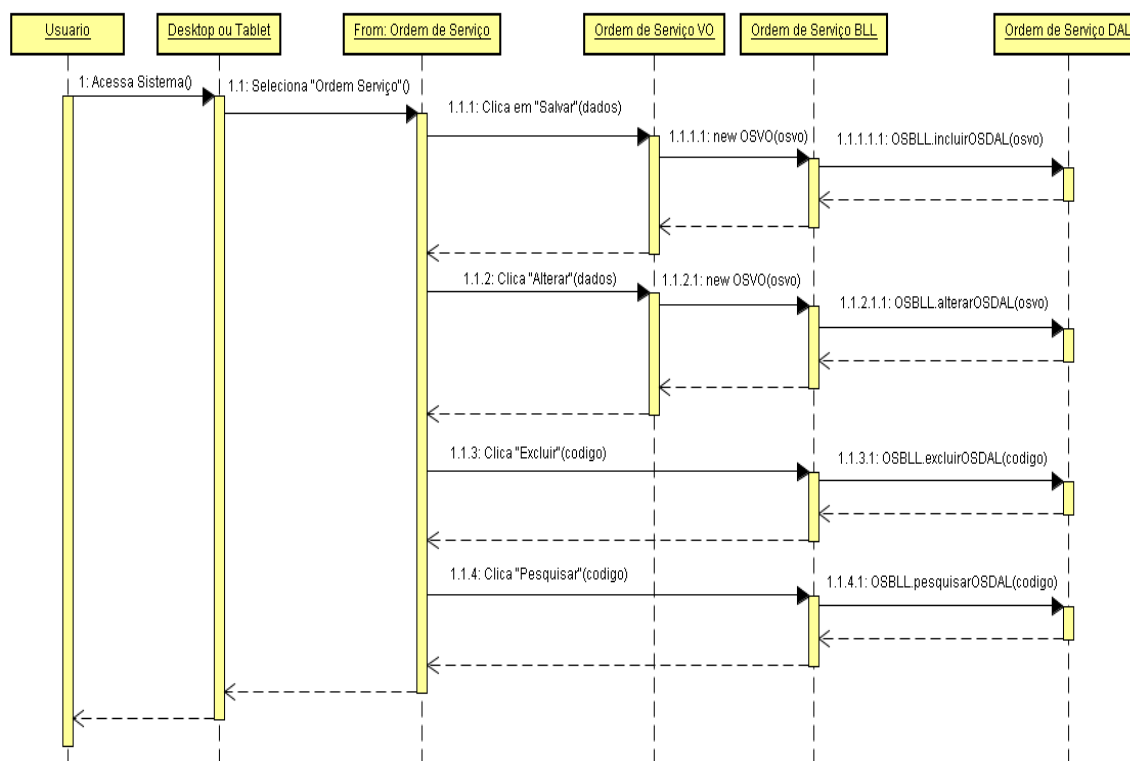 Usuario
Desktop ou Tablet
From: Ordem de Serviço
Ordem de Serviço VO
Ordem de Serviço BLL
Ordem de Serviço DAL
1: Acessa Sistema()
1.1: Seleciona "Ordem Serviço"()
1.1.1: Clica em "Salvar"(dados)
1.1.1.1: new OSVO(osvo)
1.1.1.1.1: OSBLL.incluirOSDAL(osvo)
1.1.2: Clica "Alterar"(dados)
1.1.2.1: new OSVO(osvo)
1.1.2.1.1: OSBLL.alterarOSDAL(osvo)
1.1.3: Clica "Excluir"(codigo)
1.1.3.1: OSBLL.excluirOSDAL(codigo)
1.1.4: Clica "Pesquisar"(codigo)
1.1.4.1: OSBLL.pesquisarOSDAL(codigo)